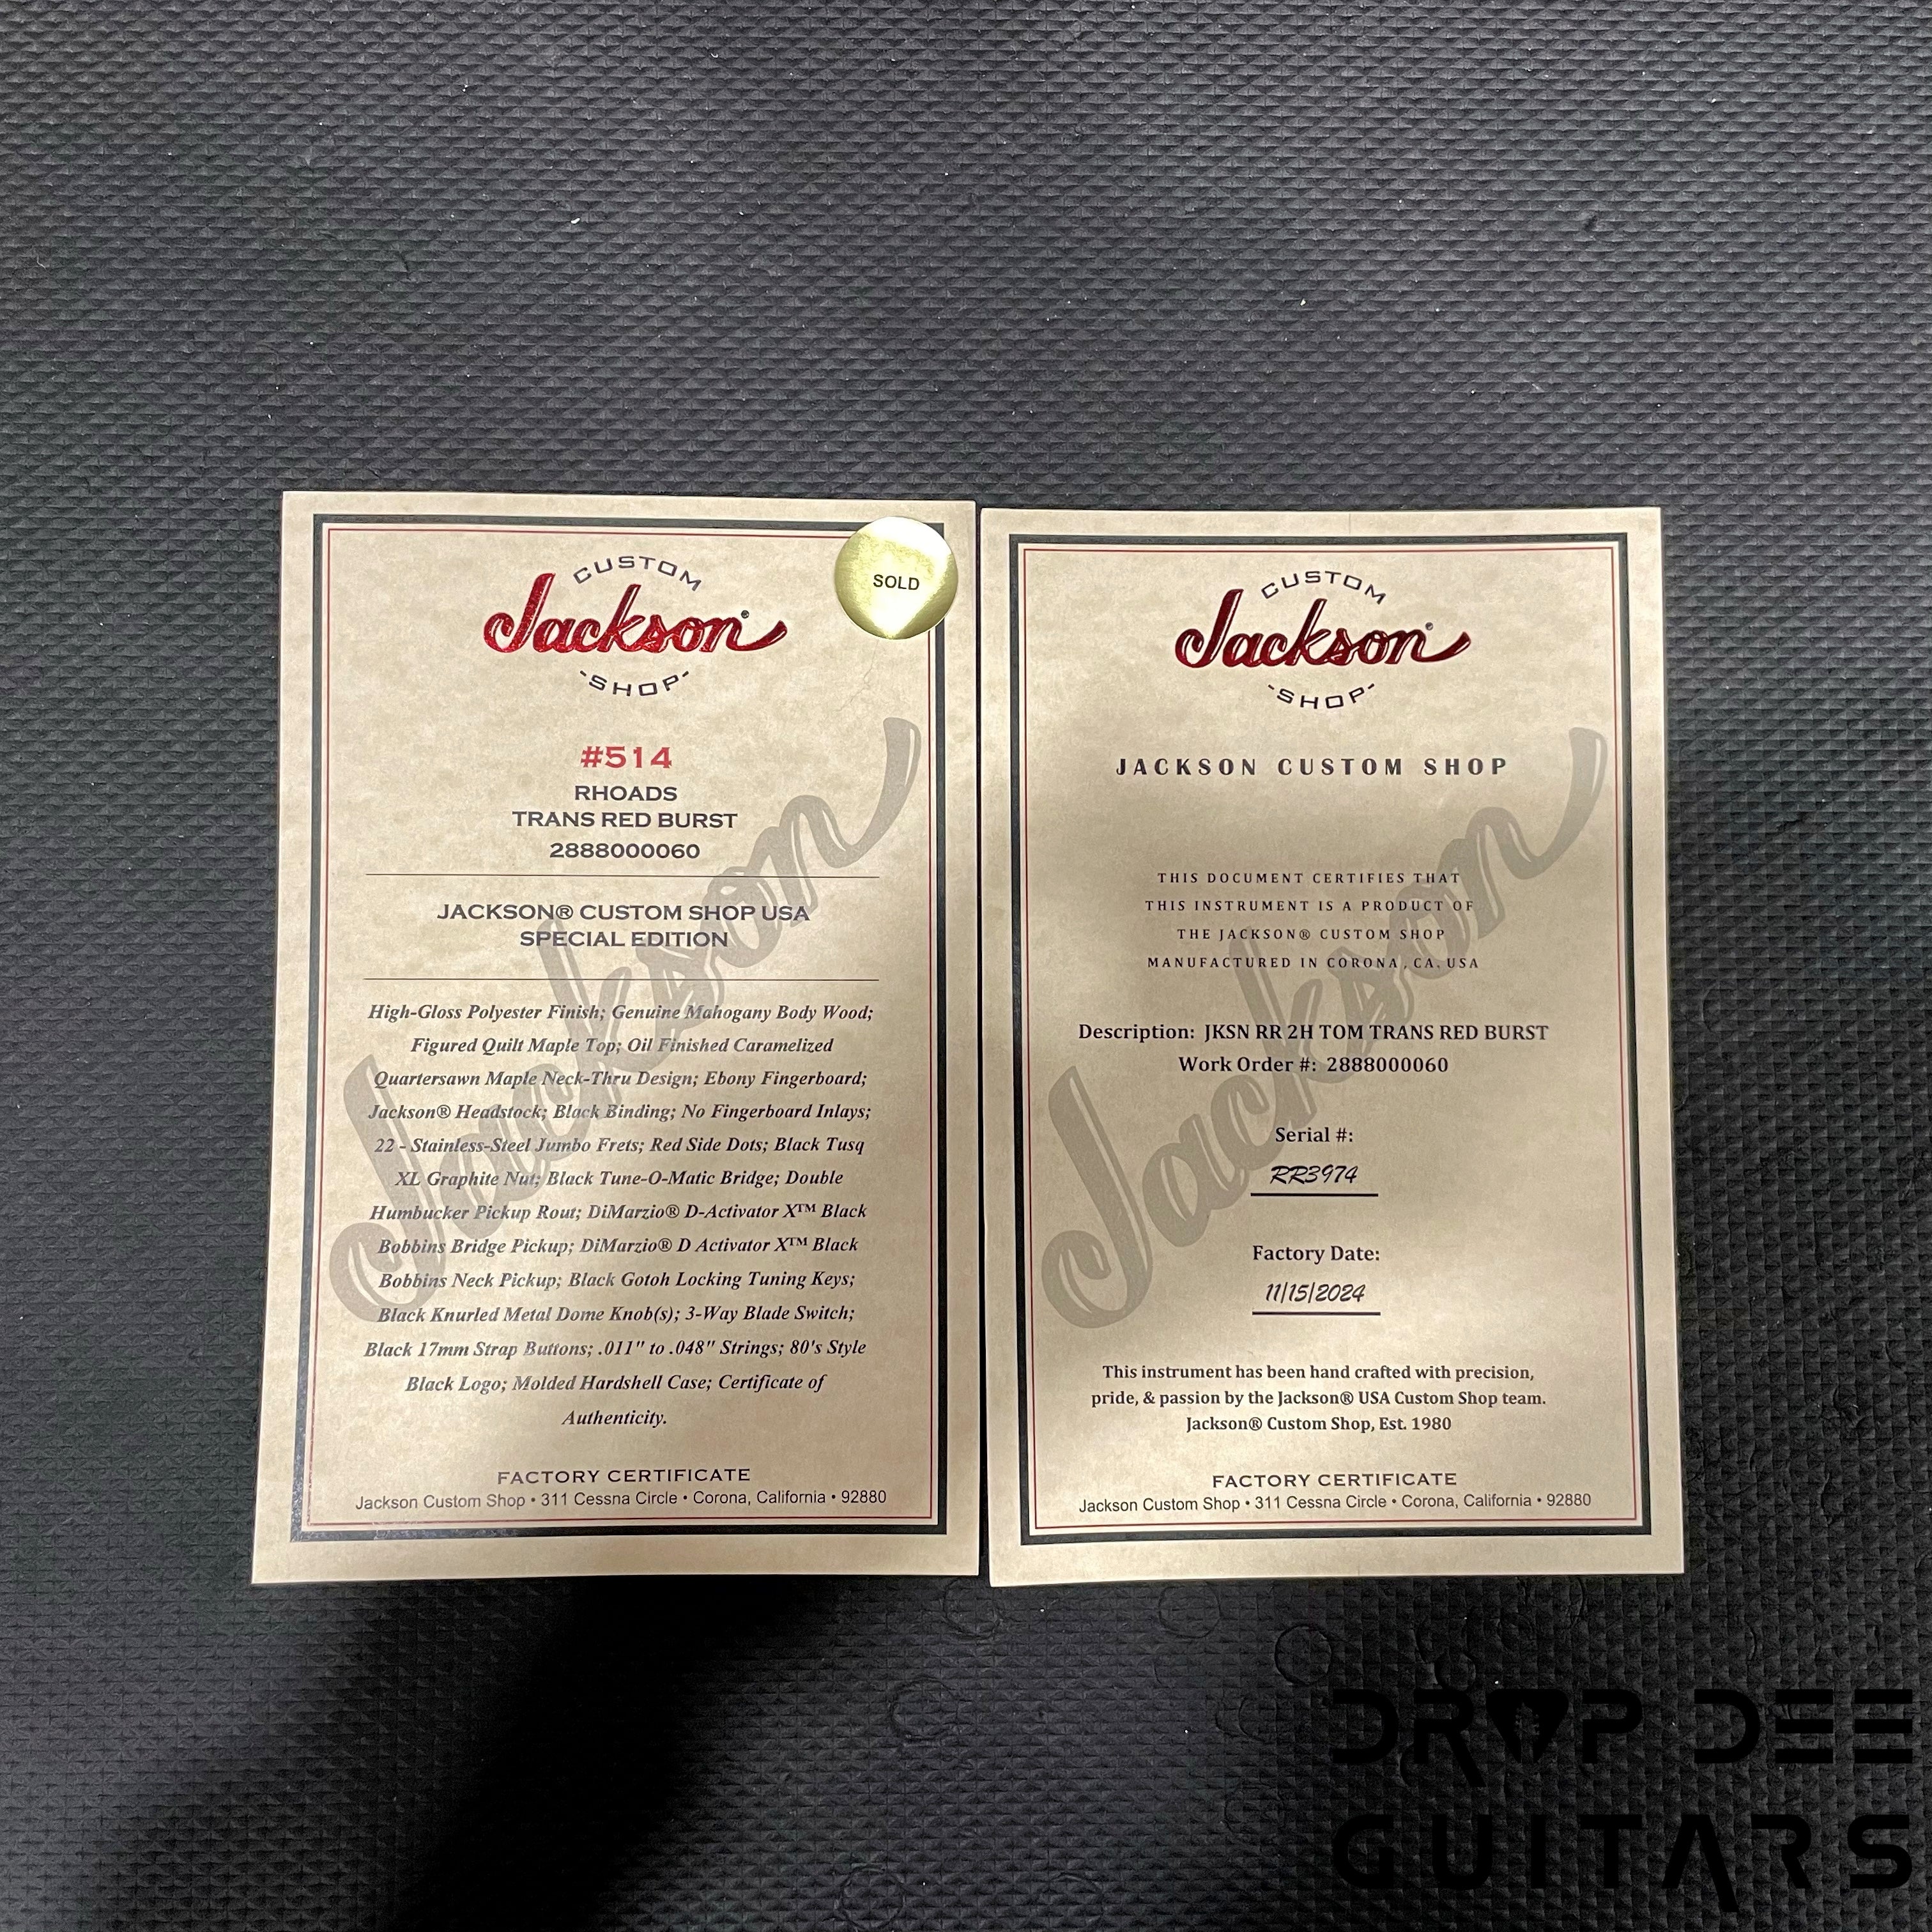 CUSTOM
Jackson®
-SHOP-
SOLD
#514
RHOADS
TRANS RED BURST
2888000060
JACKSON® CUSTOM SHOP USA
SPECIAL EDITION
High-Gloss Polyester Finish; Genuine Mahogany Body Wood;
Figured Quilt Maple Top; Oil Finished Caramelized
Quartersawn Maple Neck-Thru Design; Ebony Fingerboard;
Jackson® Headstock; Black Binding; No Fingerboard Inlays;
22 - Stainless-Steel Jumbo Frets; Red Side Dots; Black Tusq
XL Graphite Nut; Black Tune-O-Matic Bridge; Double
Humbucker Pickup Rout; DiMarzio® D-Activator X™ Black
Bobbins Bridge Pickup; DiMarzio® D Activator X™ Black
Bobbins Neck Pickup; Black Gotoh Locking Tuning Keys;
Black Knurled Metal Dome Knob(s); 3-Way Blade Switch;
Black 17mm Strap Buttons; .011" to .048" Strings; 80's Style
Black Logo; Molded Hardshell Case; Certificate of
Authenticity.
Jackson
FACTORY CERTIFICATE
Jackson Custom Shop • 311 Cessna Circle • Corona, California • 92880
CUSTOM
Jackson®
-SHOP-
JACKSON CUSTOM SHOP
THIS DOCUMENT CERTIFIES THAT
THIS INSTRUMENT IS A PRODUCT OF
THE JACKSON® CUSTOM SHOP
MANUFACTURED IN CORONA, CA. USA
Description: JKSN RR 2H TOM TRANS RED BURST
Work Order #: 2888000060
Serial #:
RR3974
Factory Date:
11/15/2024
This instrument has been hand crafted with precision,
pride, & passion by the Jackson® USA Custom Shop team.
Jackson® Custom Shop, Est. 1980
Jackson
FACTORY CERTIFICATE
Jackson Custom Shop • 311 Cessna Circle • Corona, California • 92880
DROP DEE
GUITARS